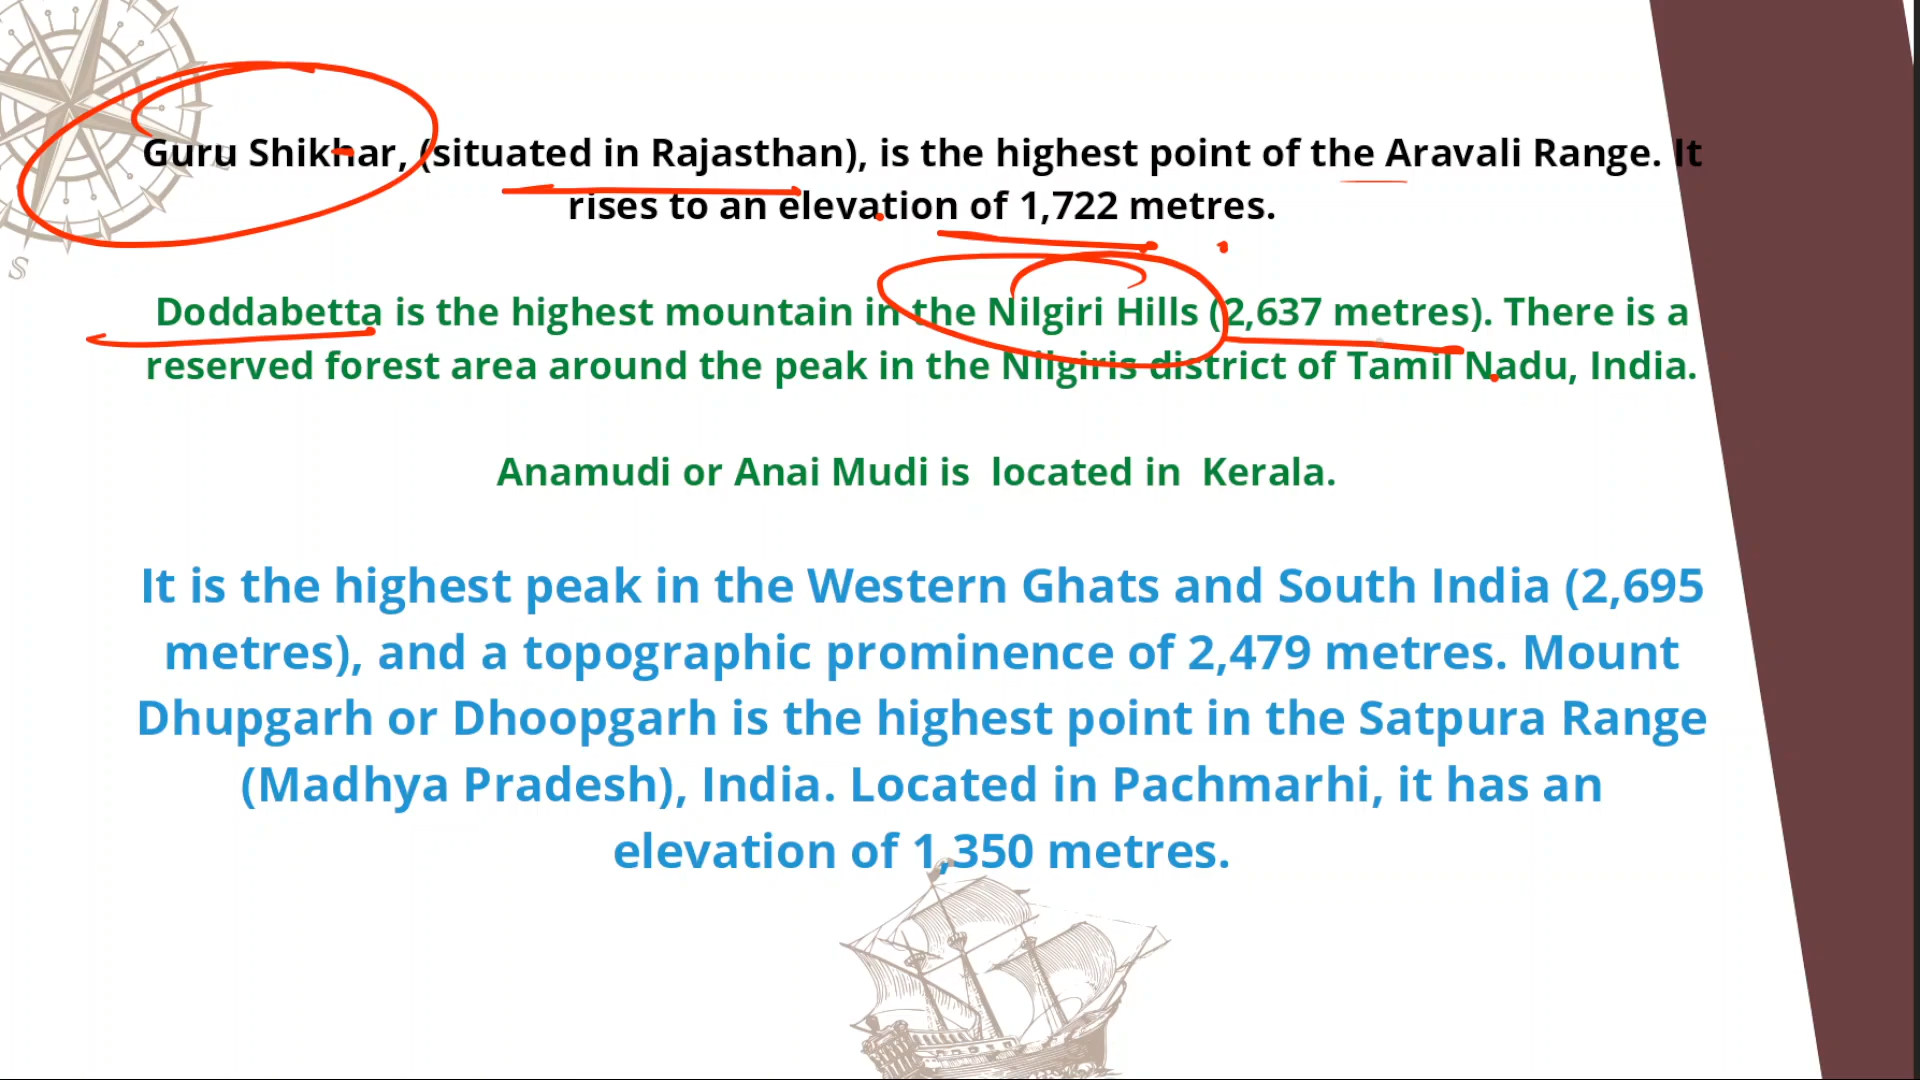 Guru Shikhar, (situated in Rajasthan), is the highest point of the Aravali Range. It
rises to an elevation of 1,722 metres.
Doddabetta is the highest mountain in the Nilgiri Hills (2,637 metres). There is a
reserved forest area around the peak in the Nilgiris district of Tamil Nadu, India.
Anamudi or Anai Mudi is located in Kerala.
It is the highest peak in the Western Ghats and South India (2,695
metres), and a topographic prominence of 2,479 metres. Mount
Dhupgarh or Dhoopgarh is the highest point in the Satpura Range
(Madhya Pradesh), India. Located in Pachmarhi, it has an
elevation of 1,350 metres.
S